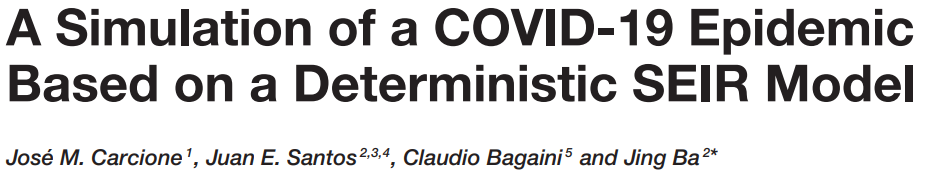 A Simulation of a COVID-19 Epidemic
Based on a Deterministic SEIR Model
José M. Carcione 1, Juan E. Santos 2,3,4, Claudio Bagaini 5 and Jing Ba 2*